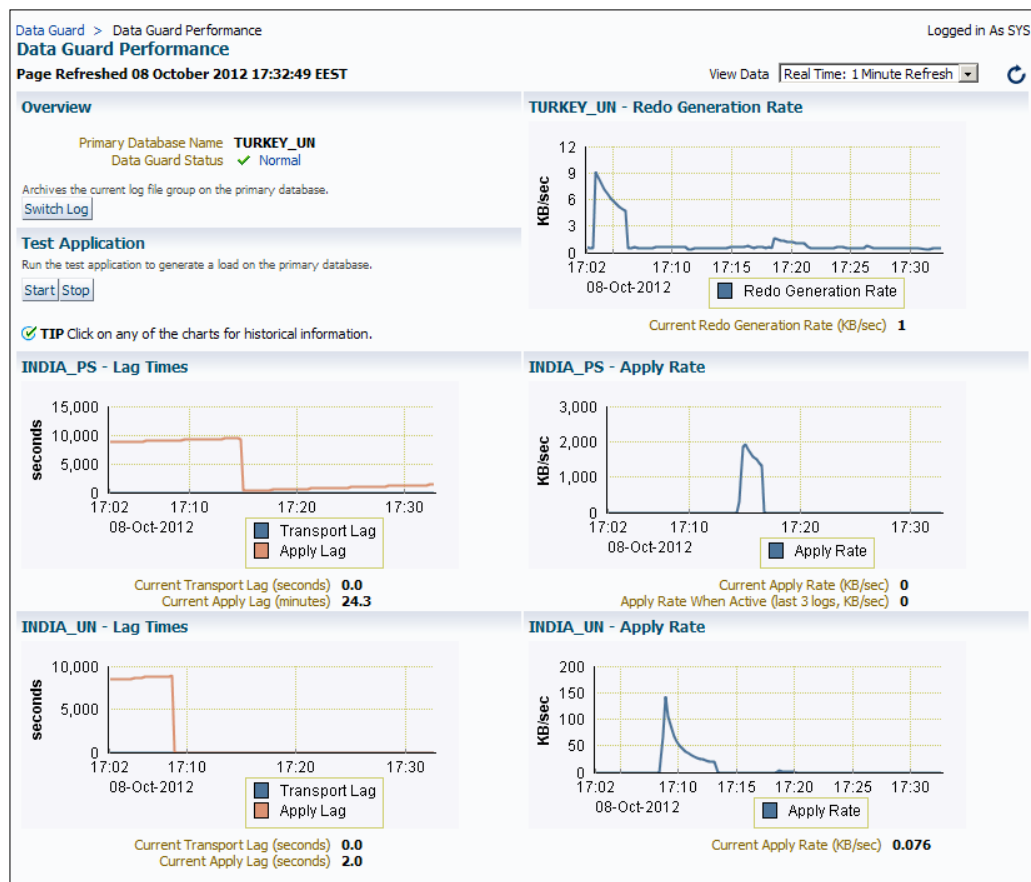 Data Guard > Data Guard Performance
Logged in As SYS
Data Guard Performance
Page Refreshed 08 October 2012 17:32:49 EEST
View Data Real Time: 1 Minute Refresh
Overview
Primary Database Name TURKEY_UN
Data Guard Status Normal
Archives the current log file group on the primary database.
Switch Log
Test Application
Run the test application to generate a load on the primary database.
Start Stop
TIP Click on any of the charts for historical information.
TURKEY_UN - Redo Generation Rate
KB/sec
12
9
6
3
0
17:02 17:10 17:15 17:20 17:25 17:30
08-Oct-2012
Redo Generation Rate
Current Redo Generation Rate (KB/sec) 1
INDIA_PS - Lag Times
seconds
15,000
10,000
5,000
0
17:02 17:10 17:20 17:30
08-Oct-2012
Transport Lag
Apply Lag
Current Transport Lag (seconds) 0.0
Current Apply Lag (minutes) 24.3
INDIA_PS - Apply Rate
KB/sec
3,000
2,000
1,000
0
17:02 17:10 17:20 17:30
08-Oct-2012
Apply Rate
Current Apply Rate (KB/sec) 0
Apply Rate When Active (last 3 logs, KB/sec) 0
INDIA_UN - Lag Times
seconds
10,000
5,000
0
17:02 17:10 17:20 17:30
08-Oct-2012
Transport Lag
Apply Lag
Current Transport Lag (seconds) 0.0
Current Apply Lag (seconds) 2.0
INDIA_UN - Apply Rate
KB/sec
200
150
100
50
0
17:02 17:10 17:15 17:20 17:25 17:30
08-Oct-2012
Apply Rate
Current Apply Rate (KB/sec) 0.076